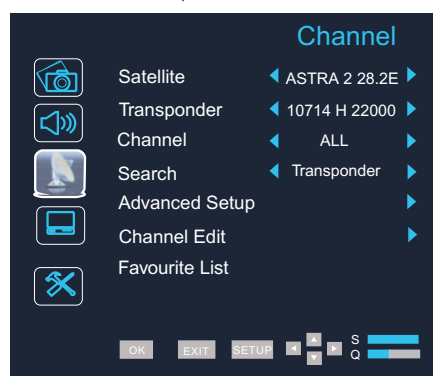 Channel
Satellite ASTRA 2 28.2E
Transponder 10714 H 22000
Channel ALL
Search Transponder
Advanced Setup
Channel Edit
Favourite List
OK EXIT SETUP S
Q